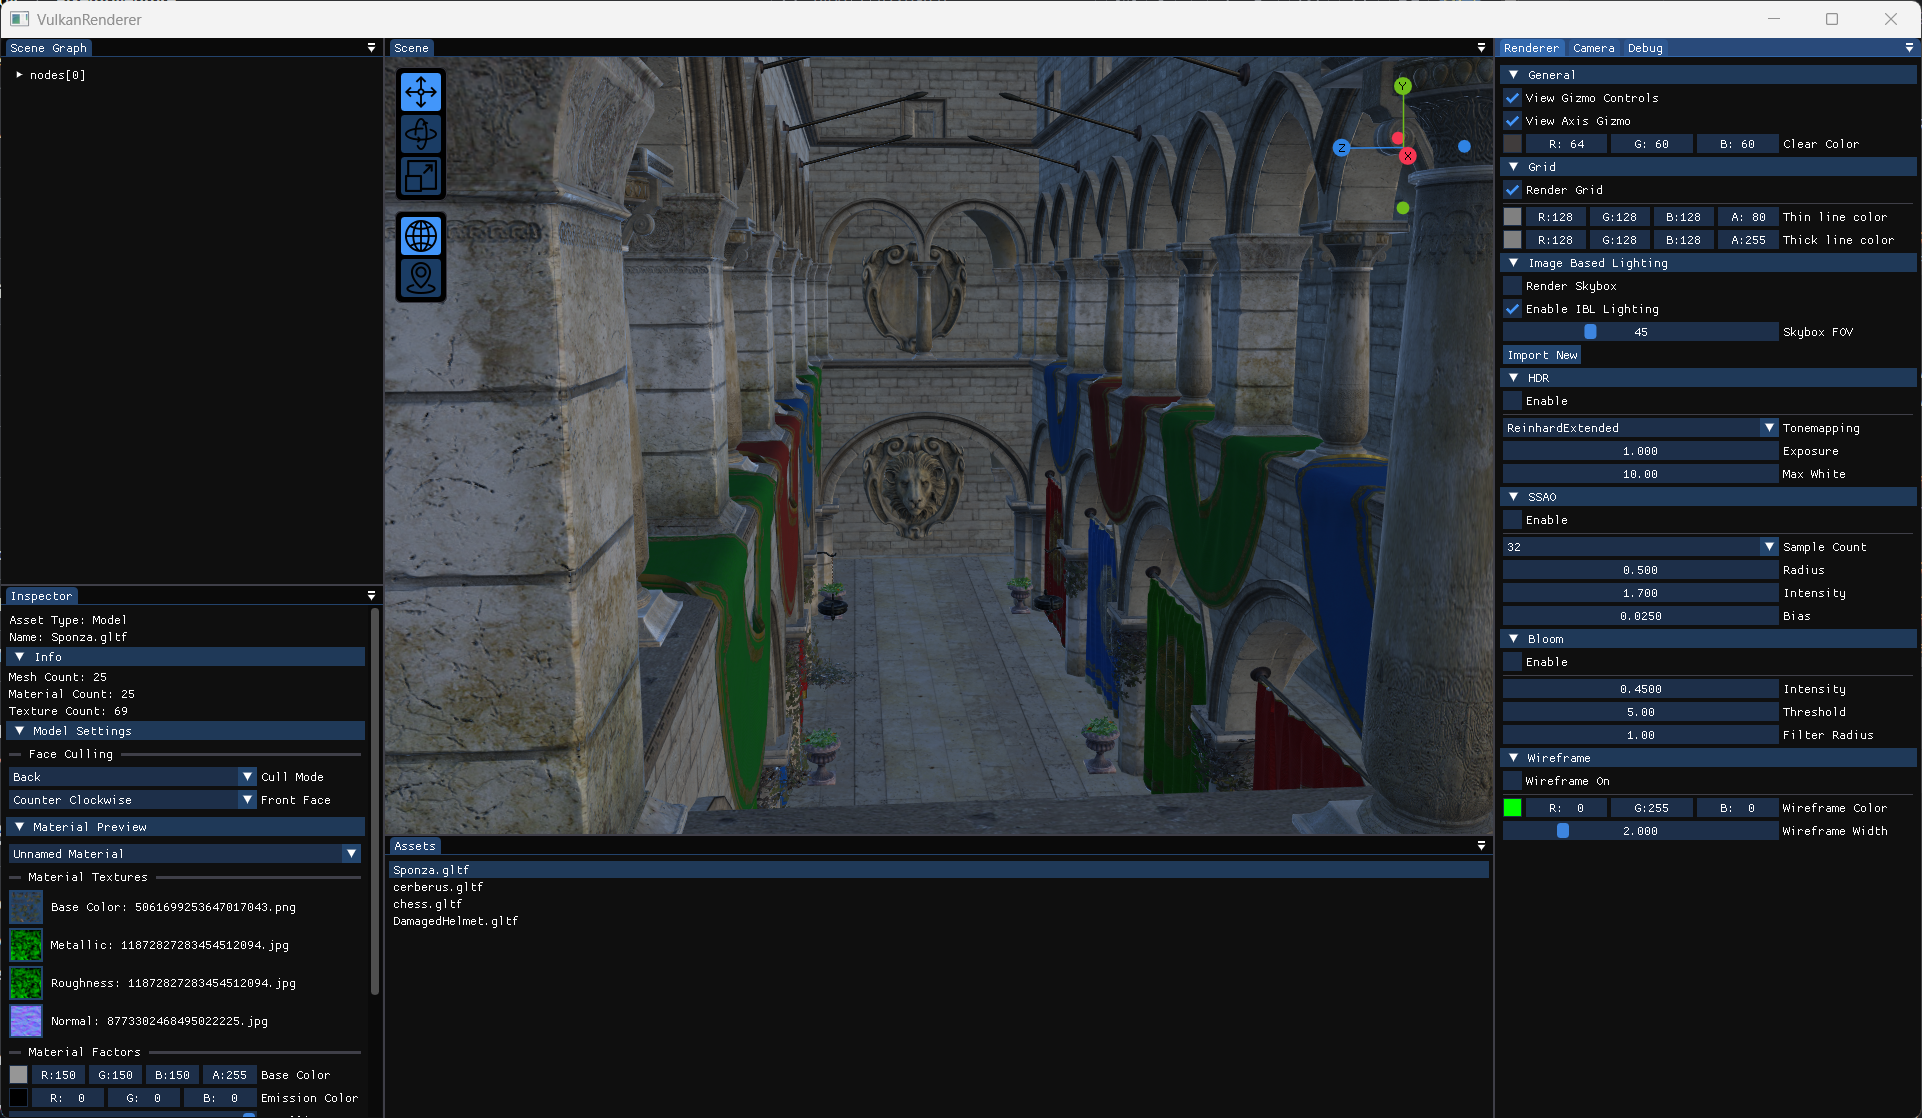 VulkanRenderer
Scene Graph
nodes[0]
Scene
Y
Z
X
Inspector
Asset Type: Model
Name: Sponza.gltf
Info
Mesh Count: 25
Material Count: 25
Texture Count: 69
Model Settings
Face Culling
Back Cull Mode
Counter Clockwise Front Face
Material Preview
Unnamed Material
Material Textures
Base Color: 5061699253647017043.png
Metallic: 11872827283454512094.jpg
Roughness: 11872827283454512094.jpg
Normal: 8773302468495022225.jpg
Material Factors
R:150 G:150 B:150 A:255 Base Color
R: 0 G: 0 B: 0 Emission Color
Assets
Sponza.gltf
cerberus.gltf
chess.gltf
DamagedHelmet.gltf
Renderer Camera Debug
General
View Gizmo Controls
View Axis Gizmo
R: 64 G: 60 B: 60 Clear Color
Grid
Render Grid
R:128 G:128 B:128 A: 80 Thin line color
R:128 G:128 B:128 A:255 Thick line color
Image Based Lighting
Render Skybox
Enable IBL Lighting
45 Skybox FOV
Import New
HDR
Enable
ReinhardExtended Tonemapping
1.000 Exposure
10.00 Max White
SSAO
Enable
32 Sample Count
0.500 Radius
1.700 Intensity
0.0250 Bias
Bloom
Enable
0.4500 Intensity
5.00 Threshold
1.00 Filter Radius
Wireframe
Wireframe On
R: 0 G:255 B: 0 Wireframe Color
2.000 Wireframe Width